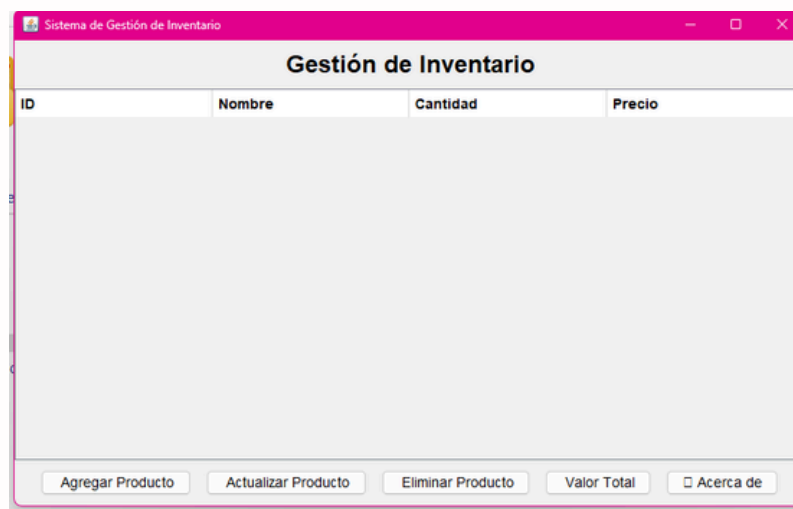 Sistema de Gestión de Inventario
Gestión de Inventario
ID Nombre Cantidad Precio
Agregar Producto Actualizar Producto Eliminar Producto Valor Total Acerca de